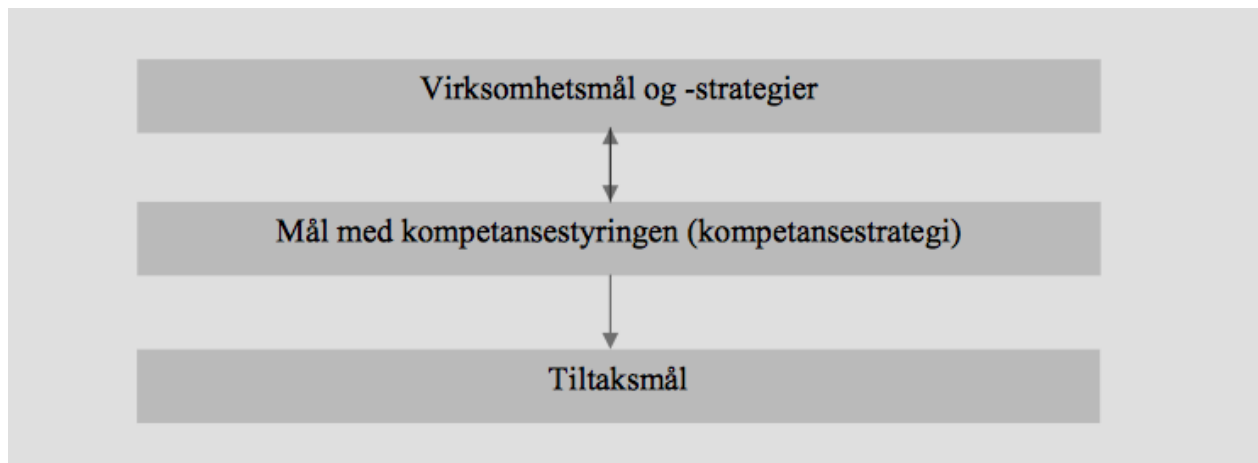 Virksomhetsmål og -strategier
Mål med kompetansestyringen (kompetansestrategi)
Tiltaksmål